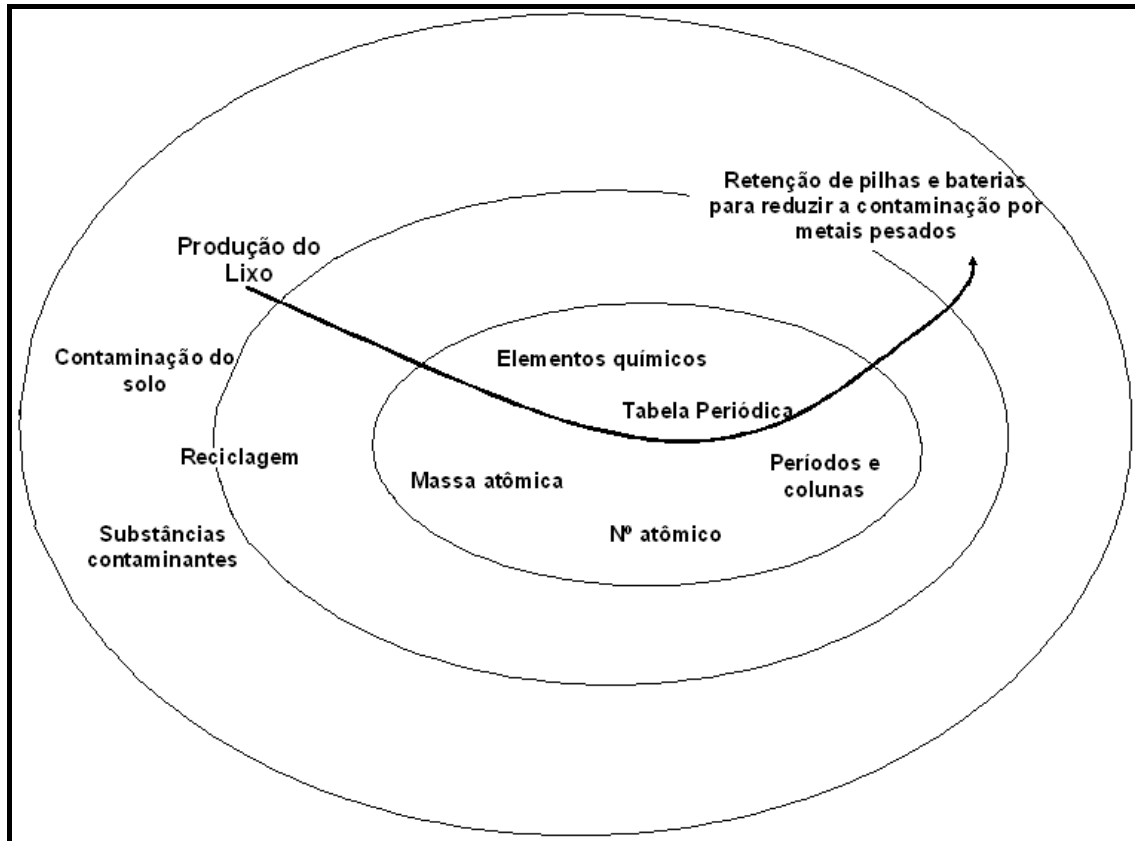 Retenção de pilhas e baterias
para reduzir a contaminação por
metais pesados
Produção do
Lixo
Contaminação do
solo
Elementos químicos
Tabela Periódica
Reciclagem
Massa atômica
Períodos e
colunas
Substâncias
contaminantes
Nº atômico